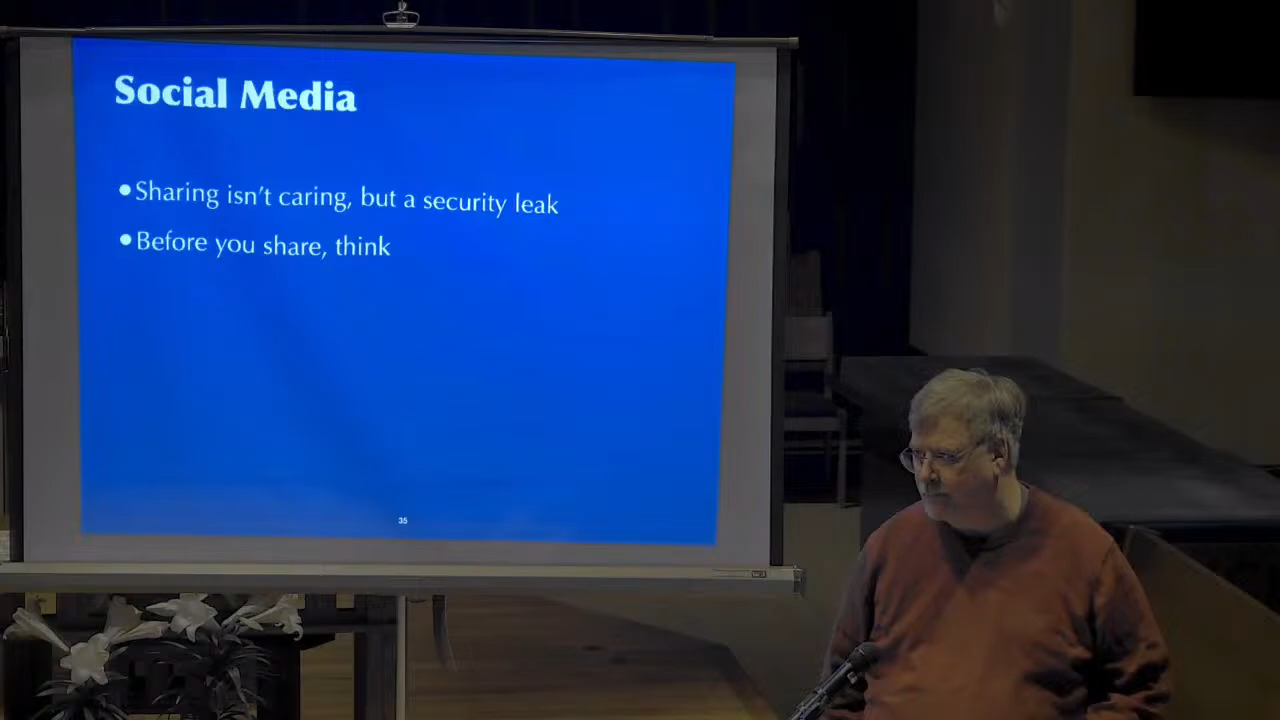 Social Media
•Sharing isn't caring, but a security leak
•Before you share, think
35